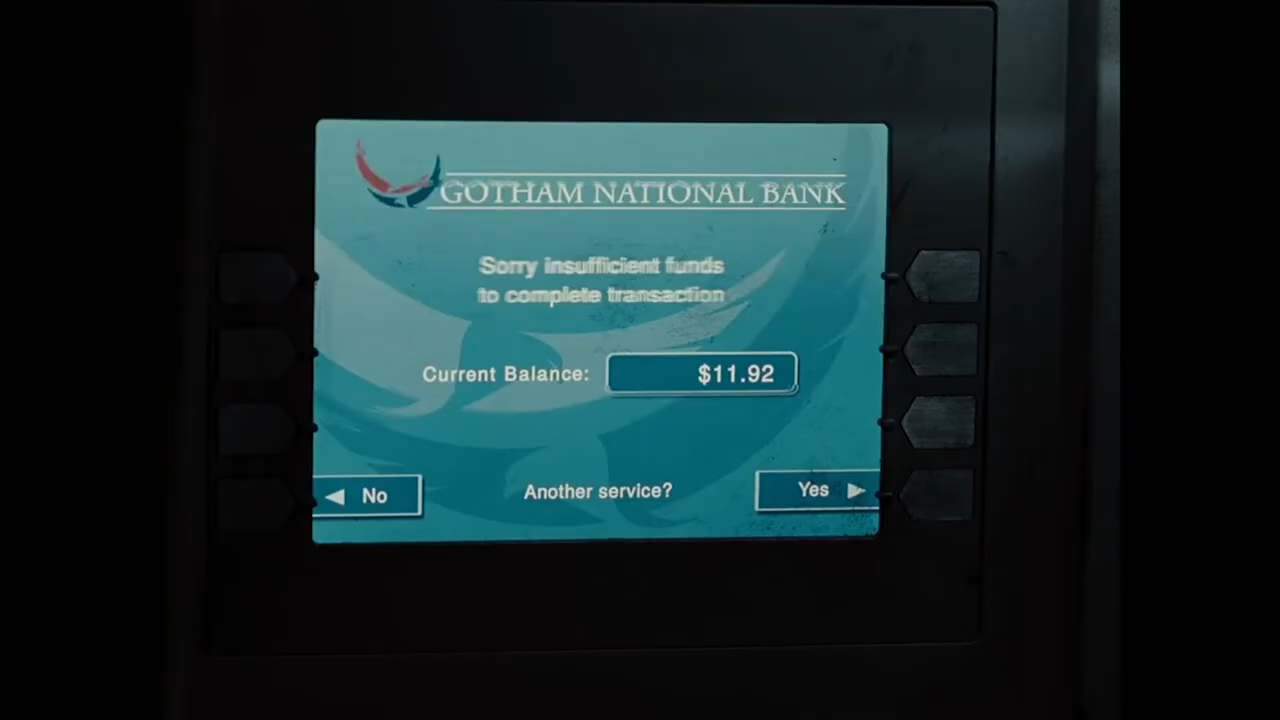 GOTHAM NATIONAL BANK
Sorry insufficient funds
to complete transaction
Current Balance: $11.92
No Another service? Yes